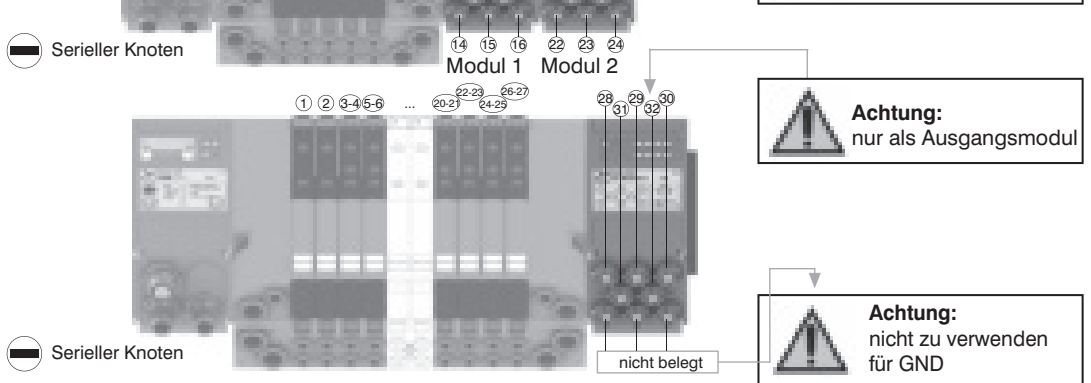 Serieller Knoten
14 15 16 22 23 24
Modul 1 Modul 2
1 2 3-4 5-6 ... 20-21 22-23 24-25 26-27
28 31 29 32 30
Achtung:
nur als Ausgangsmodul
Serieller Knoten
nicht belegt
Achtung:
nicht zu verwenden
für GND